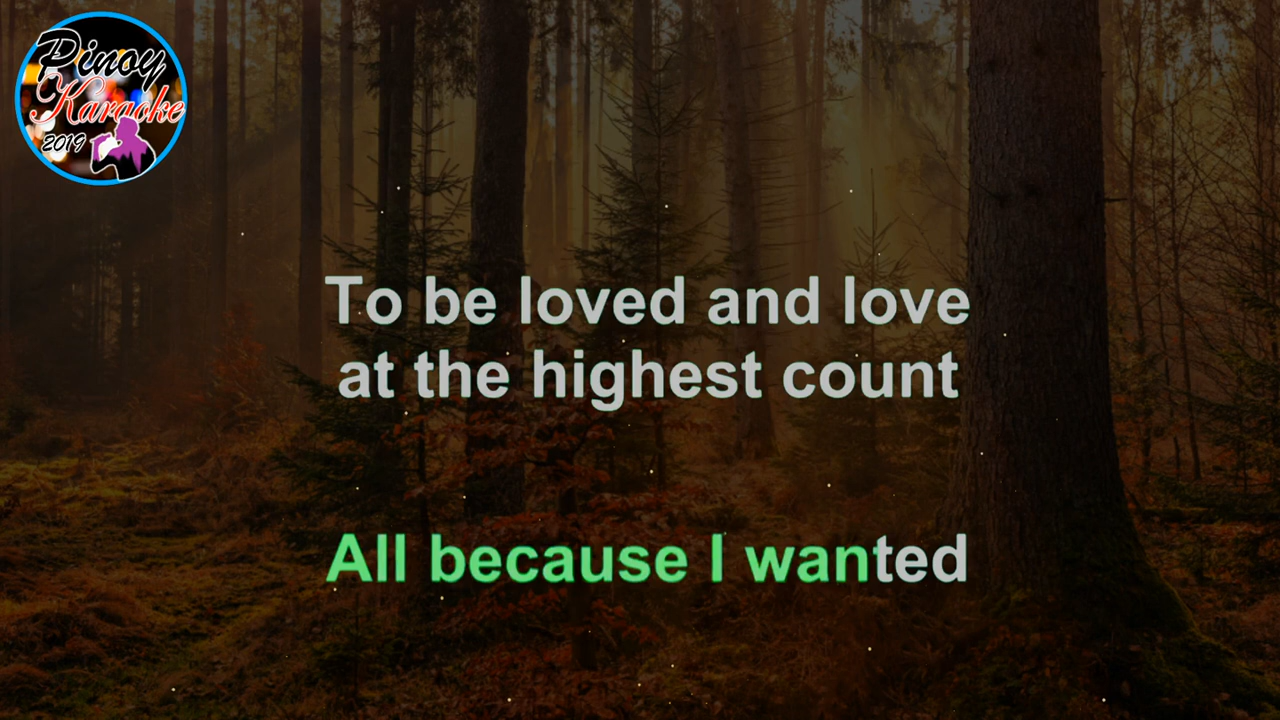 Pinoy
Karaoke
2019
To be loved and love
at the highest count
All because I wanted